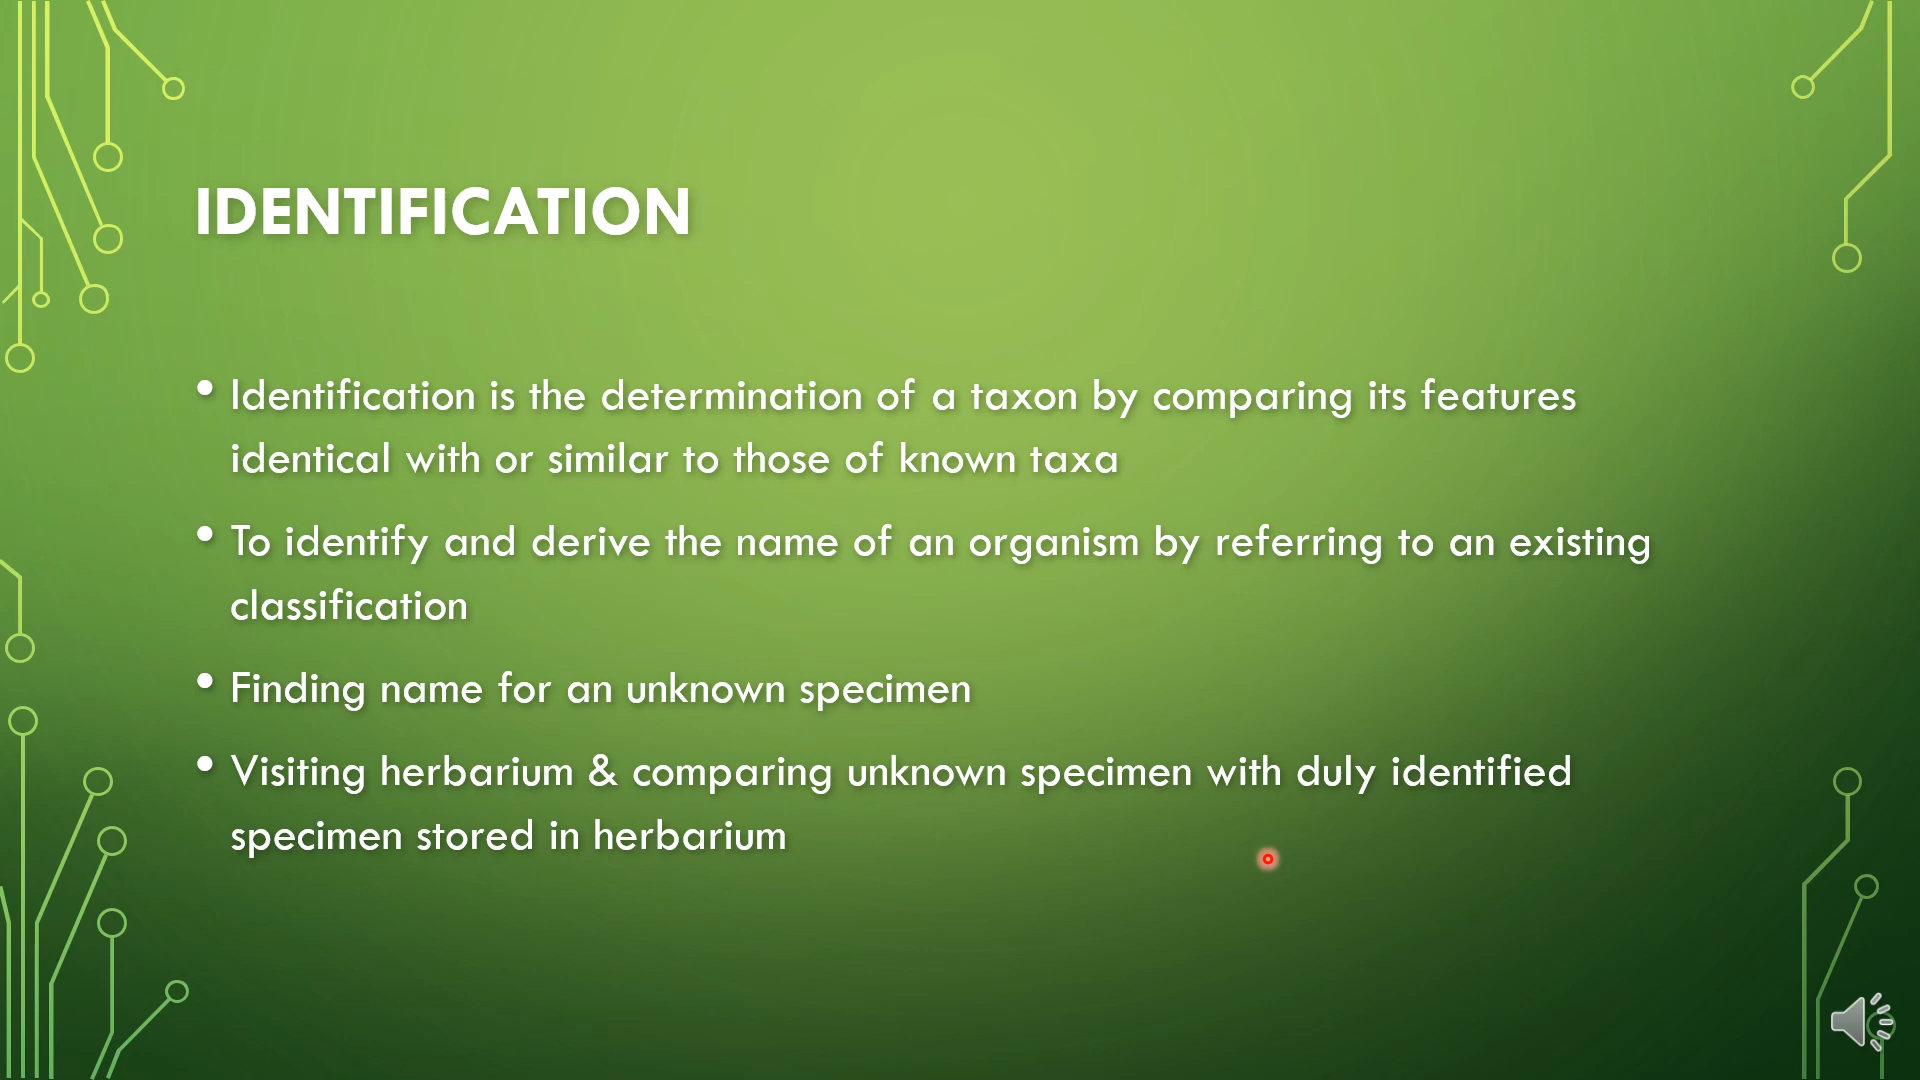 IDENTIFICATION
• Identification is the determination of a taxon by comparing its features
identical with or similar to those of known taxa
• To identify and derive the name of an organism by referring to an existing
classification
• Finding name for an unknown specimen
• Visiting herbarium & comparing unknown specimen with duly identified
specimen stored in herbarium